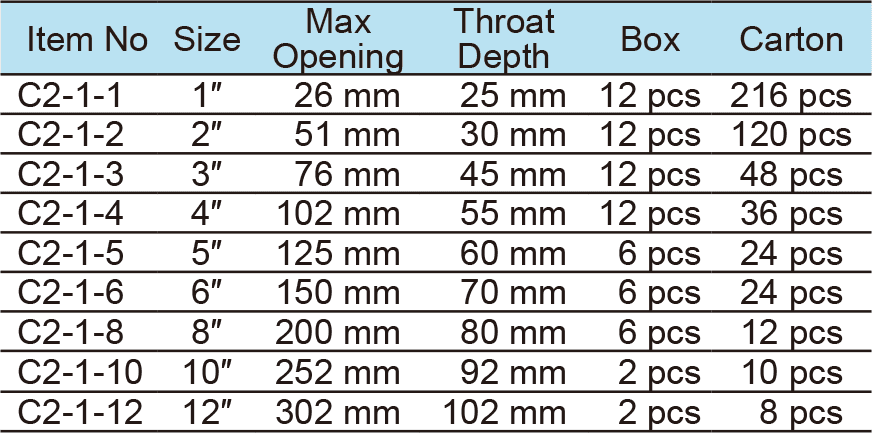 Item No Size Max Opening Throat Depth Box Carton
C2-1-1 1″ 26 mm 25 mm 12 pcs 216 pcs
C2-1-2 2″ 51 mm 30 mm 12 pcs 120 pcs
C2-1-3 3″ 76 mm 45 mm 12 pcs 48 pcs
C2-1-4 4″ 102 mm 55 mm 12 pcs 36 pcs
C2-1-5 5″ 125 mm 60 mm 6 pcs 24 pcs
C2-1-6 6″ 150 mm 70 mm 6 pcs 24 pcs
C2-1-8 8″ 200 mm 80 mm 6 pcs 12 pcs
C2-1-10 10″ 252 mm 92 mm 2 pcs 10 pcs
C2-1-12 12″ 302 mm 102 mm 2 pcs 8 pcs